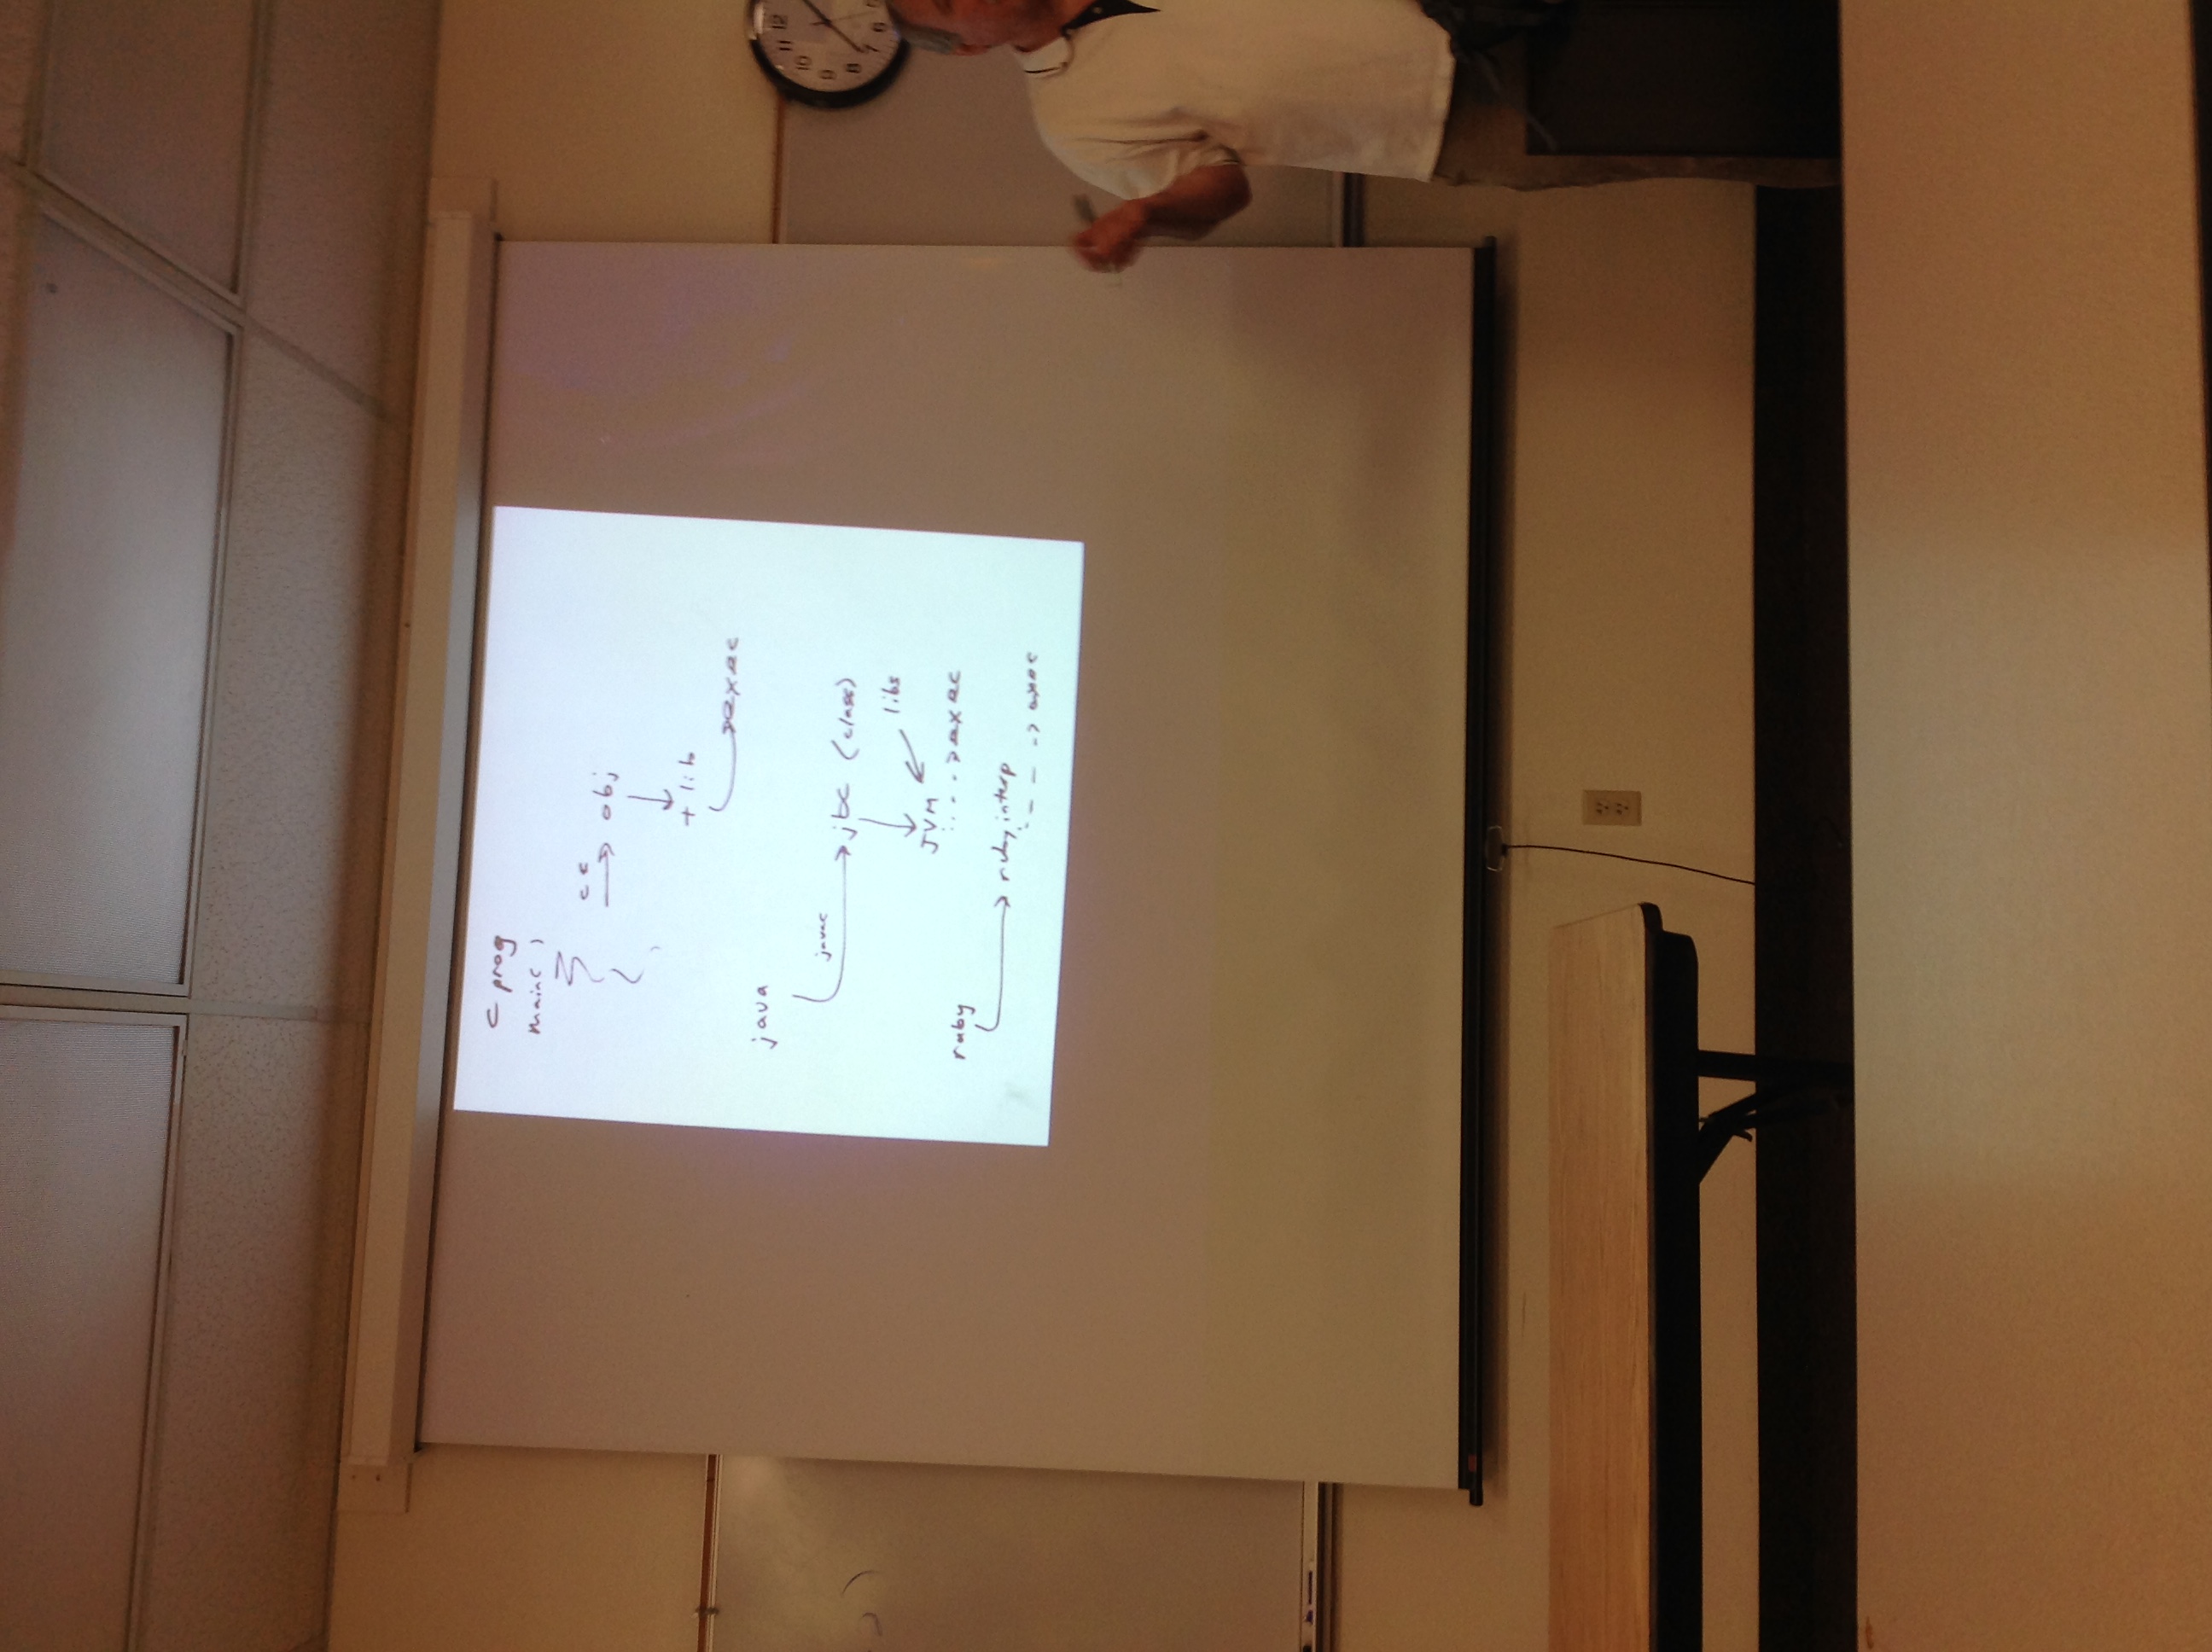 c prog
main( )
cc
obj
+ lib
exec
java
javac
jbc (class)
libs
JVM
exec
ruby
ruby interp
exec
11 12
10
9
8
7 6